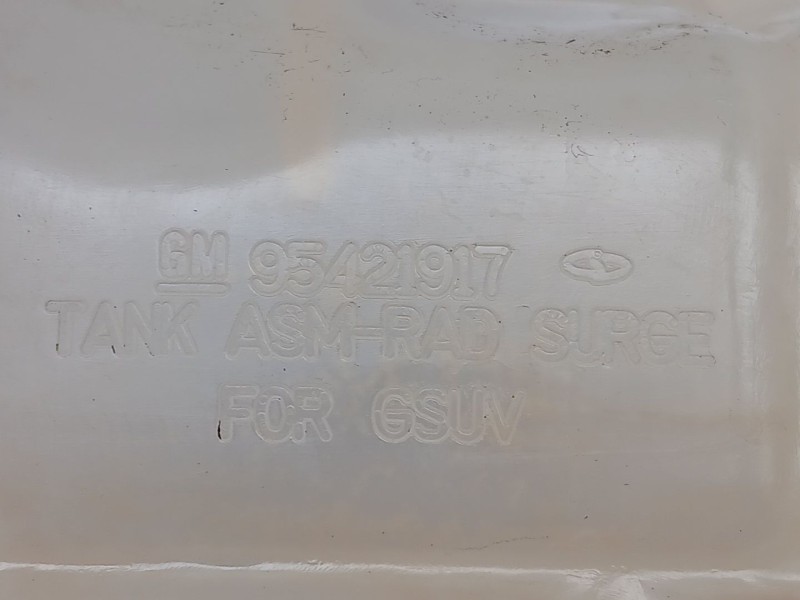 GM 95421917
TANK ASM-RAD SURGE
FOR GSUV